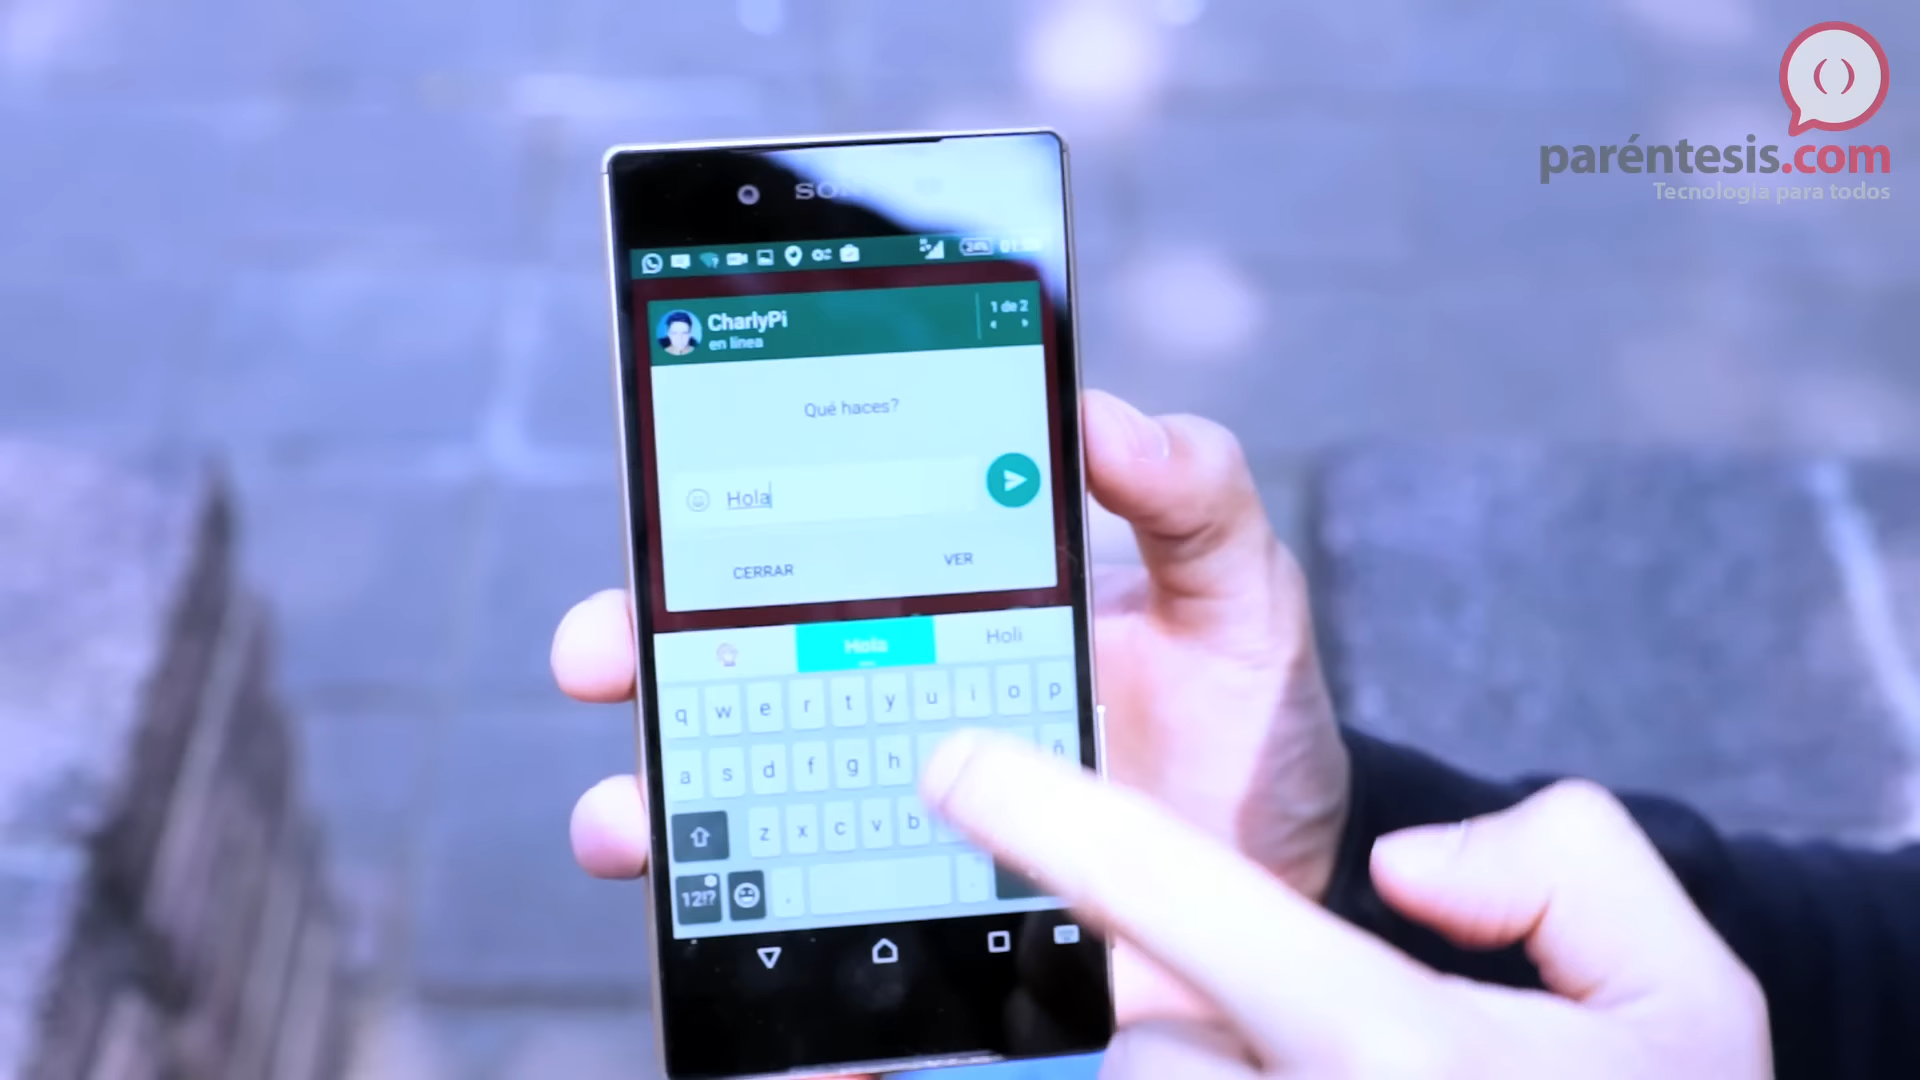 ()
paréntesis.com
Tecnología para todos
24%
CharlyPi
en línea
1 de 2
Qué haces?
Hola
CERRAR
VER
Hola
Holi
q w e r t y u i o p
a s d f g h ñ
z x c v b
12!? , .